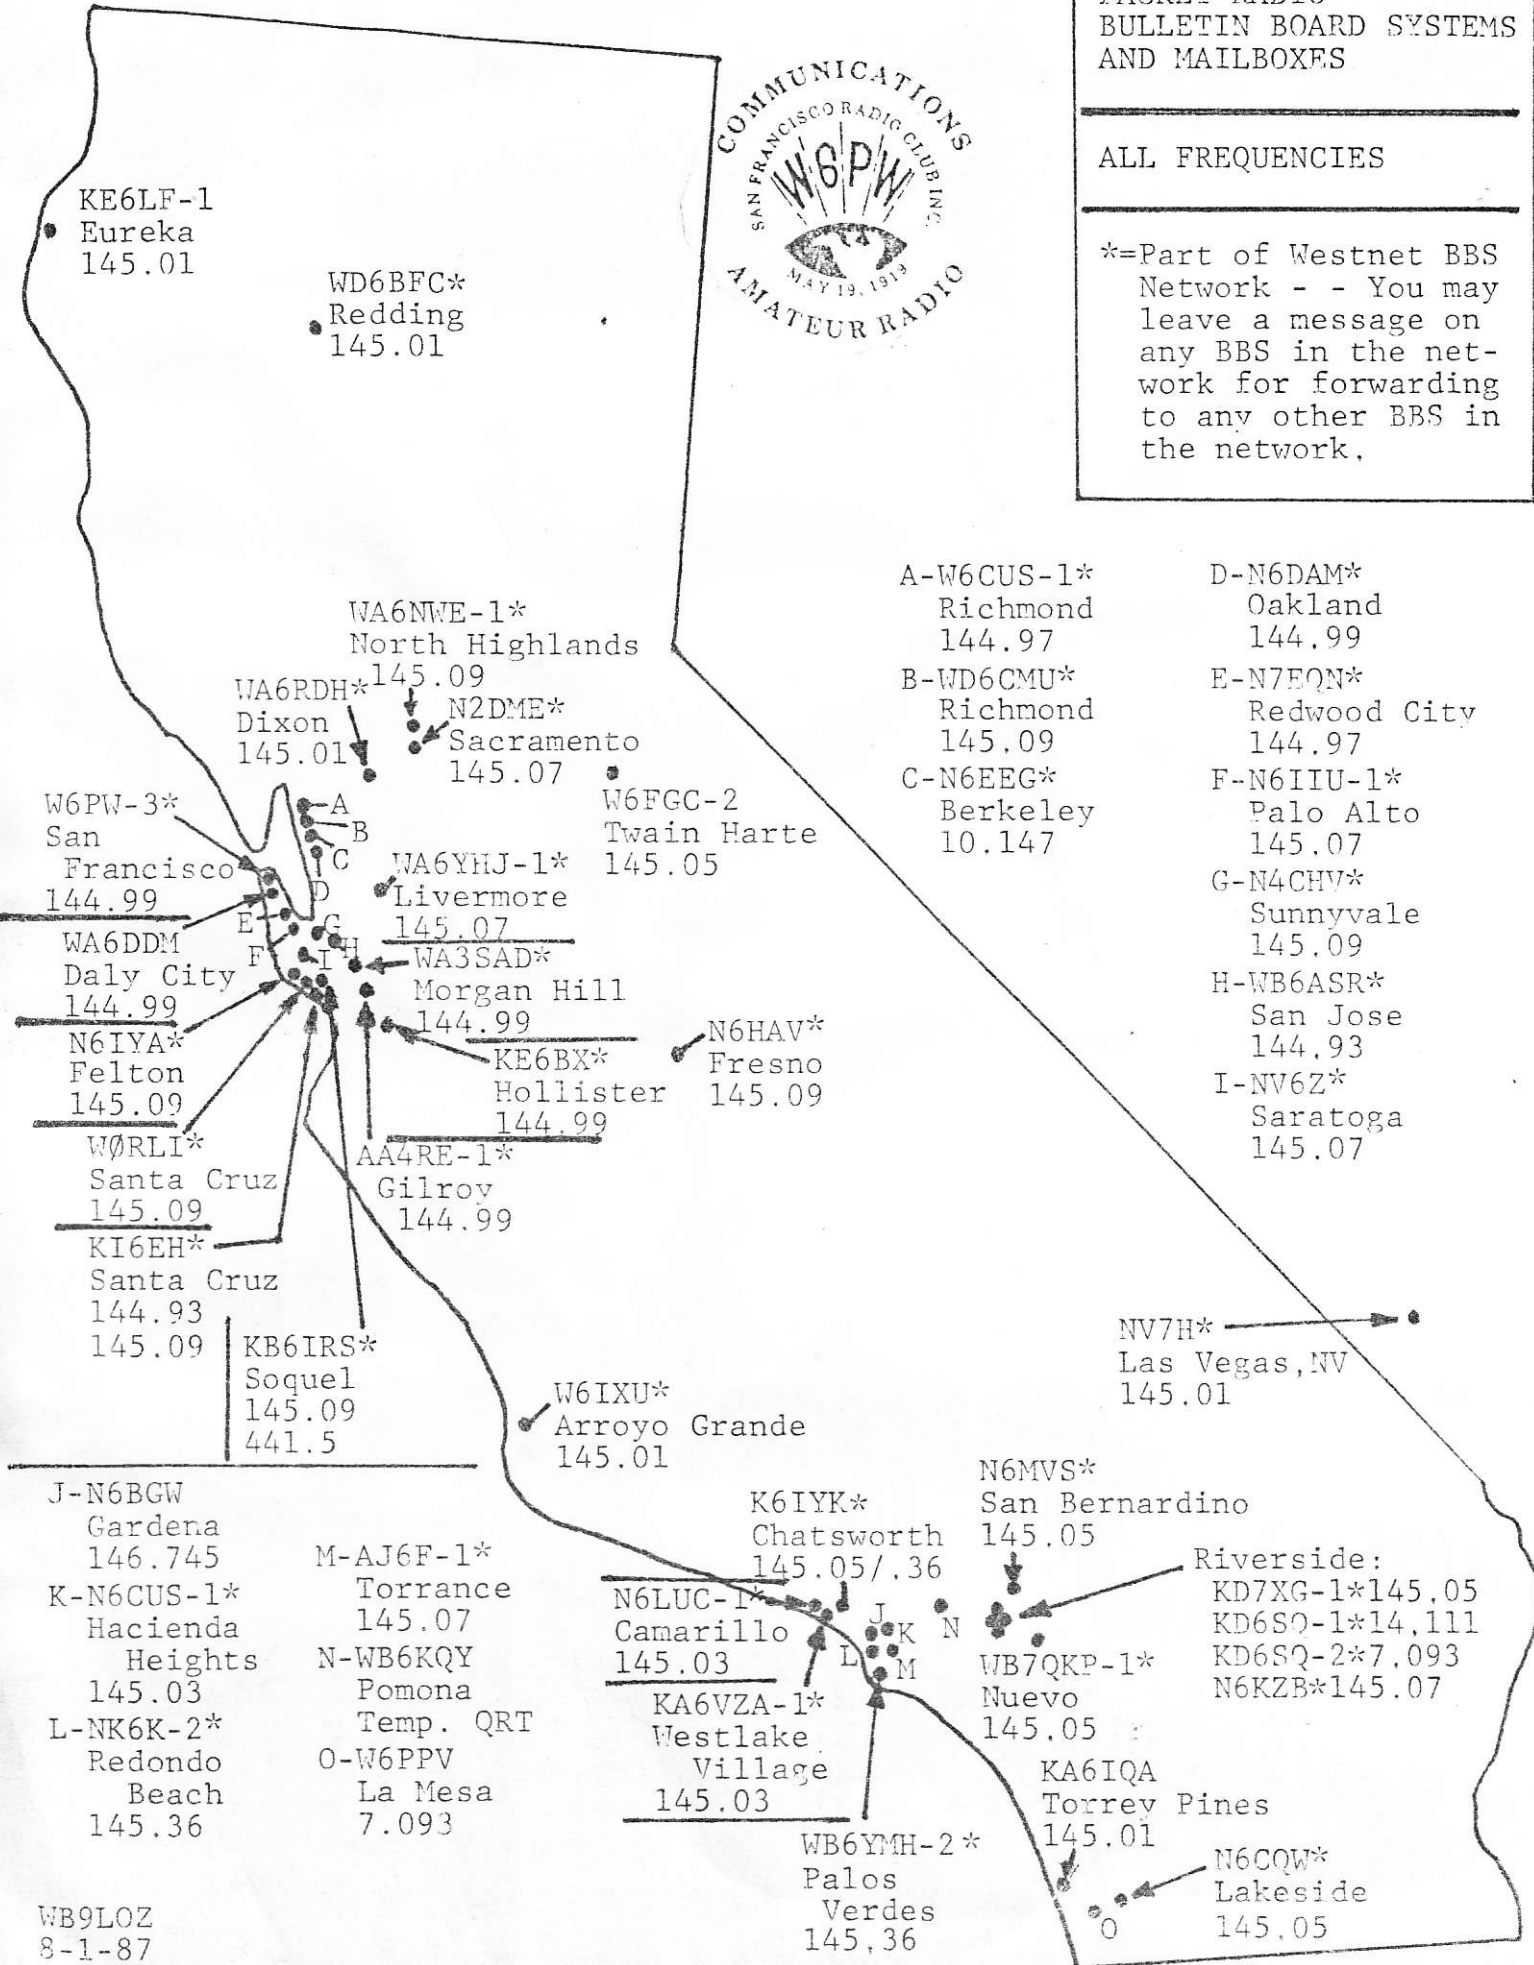 PACKET RADIO
BULLETIN BOARD SYSTEMS
AND MAILBOXES
ALL FREQUENCIES
*=Part of Westnet BBS
Network - - You may
leave a message on
any BBS in the net-
work for forwarding
to any other BBS in
the network.
COMMUNICATIONS
SAN FRANCISCO RADIO CLUB INC.
W6PW
MAY 19, 1919
AMATEUR RADIO
KE6LF-1
Eureka
145.01
WD6BFC*
Redding
145.01
WA6NWE-1*
North Highlands
145.09
WA6RDH*
Dixon
145.01
N2DME*
Sacramento
145.07
W6FGC-2
Twain Harte
145.05
W6PW-3*
San
Francisco
144.99
A
B
C
D
E
F
G
H
I
WA6YHJ-1*
Livermore
145.07
WA6DDM
Daly City
144.99
WA3SAD*
Morgan Hill
144.99
N6IYA*
Felton
145.09
KE6BX*
Hollister
144.99
N6HAV*
Fresno
145.09
WØRLI*
Santa Cruz
145.09
AA4RE-1*
Gilroy
144.99
KI6EH*
Santa Cruz
144.93
145.09
KB6IRS*
Soquel
145.09
441.5
A-W6CUS-1*
Richmond
144.97
B-WD6CMU*
Richmond
145.09
C-N6EEG*
Berkeley
10.147
D-N6DAM*
Oakland
144.99
E-N7EQN*
Redwood City
144.97
F-N6IIU-1*
Palo Alto
145.07
G-N4CHV*
Sunnyvale
145.09
H-WB6ASR*
San Jose
144.93
I-NV6Z*
Saratoga
145.07
NV7H*
Las Vegas,NV
145.01
W6IXU*
Arroyo Grande
145.01
J-N6BGW
Gardena
146.745
K-N6CUS-1*
Hacienda
Heights
145.03
L-NK6K-2*
Redondo
Beach
145.36
M-AJ6F-1*
Torrance
145.07
N-WB6KQY
Pomona
Temp. QRT
O-W6PPV
La Mesa
7.093
K6IYK*
Chatsworth
145.05/.36
N6MVS*
San Bernardino
145.05
Riverside:
KD7XG-1*145.05
KD6SQ-1*14.111
KD6SQ-2*7.093
N6KZB*145.07
N6LUC-1*
Camarillo
145.03
J
K
L
M
N
WB7QKP-1*
Nuevo
145.05
KA6VZA-1*
Westlake
Village
145.03
KA6IQA
Torrey Pines
145.01
WB6YMH-2*
Palos
Verdes
145.36
N6CQW*
Lakeside
145.05
O
WB9LOZ
8-1-87